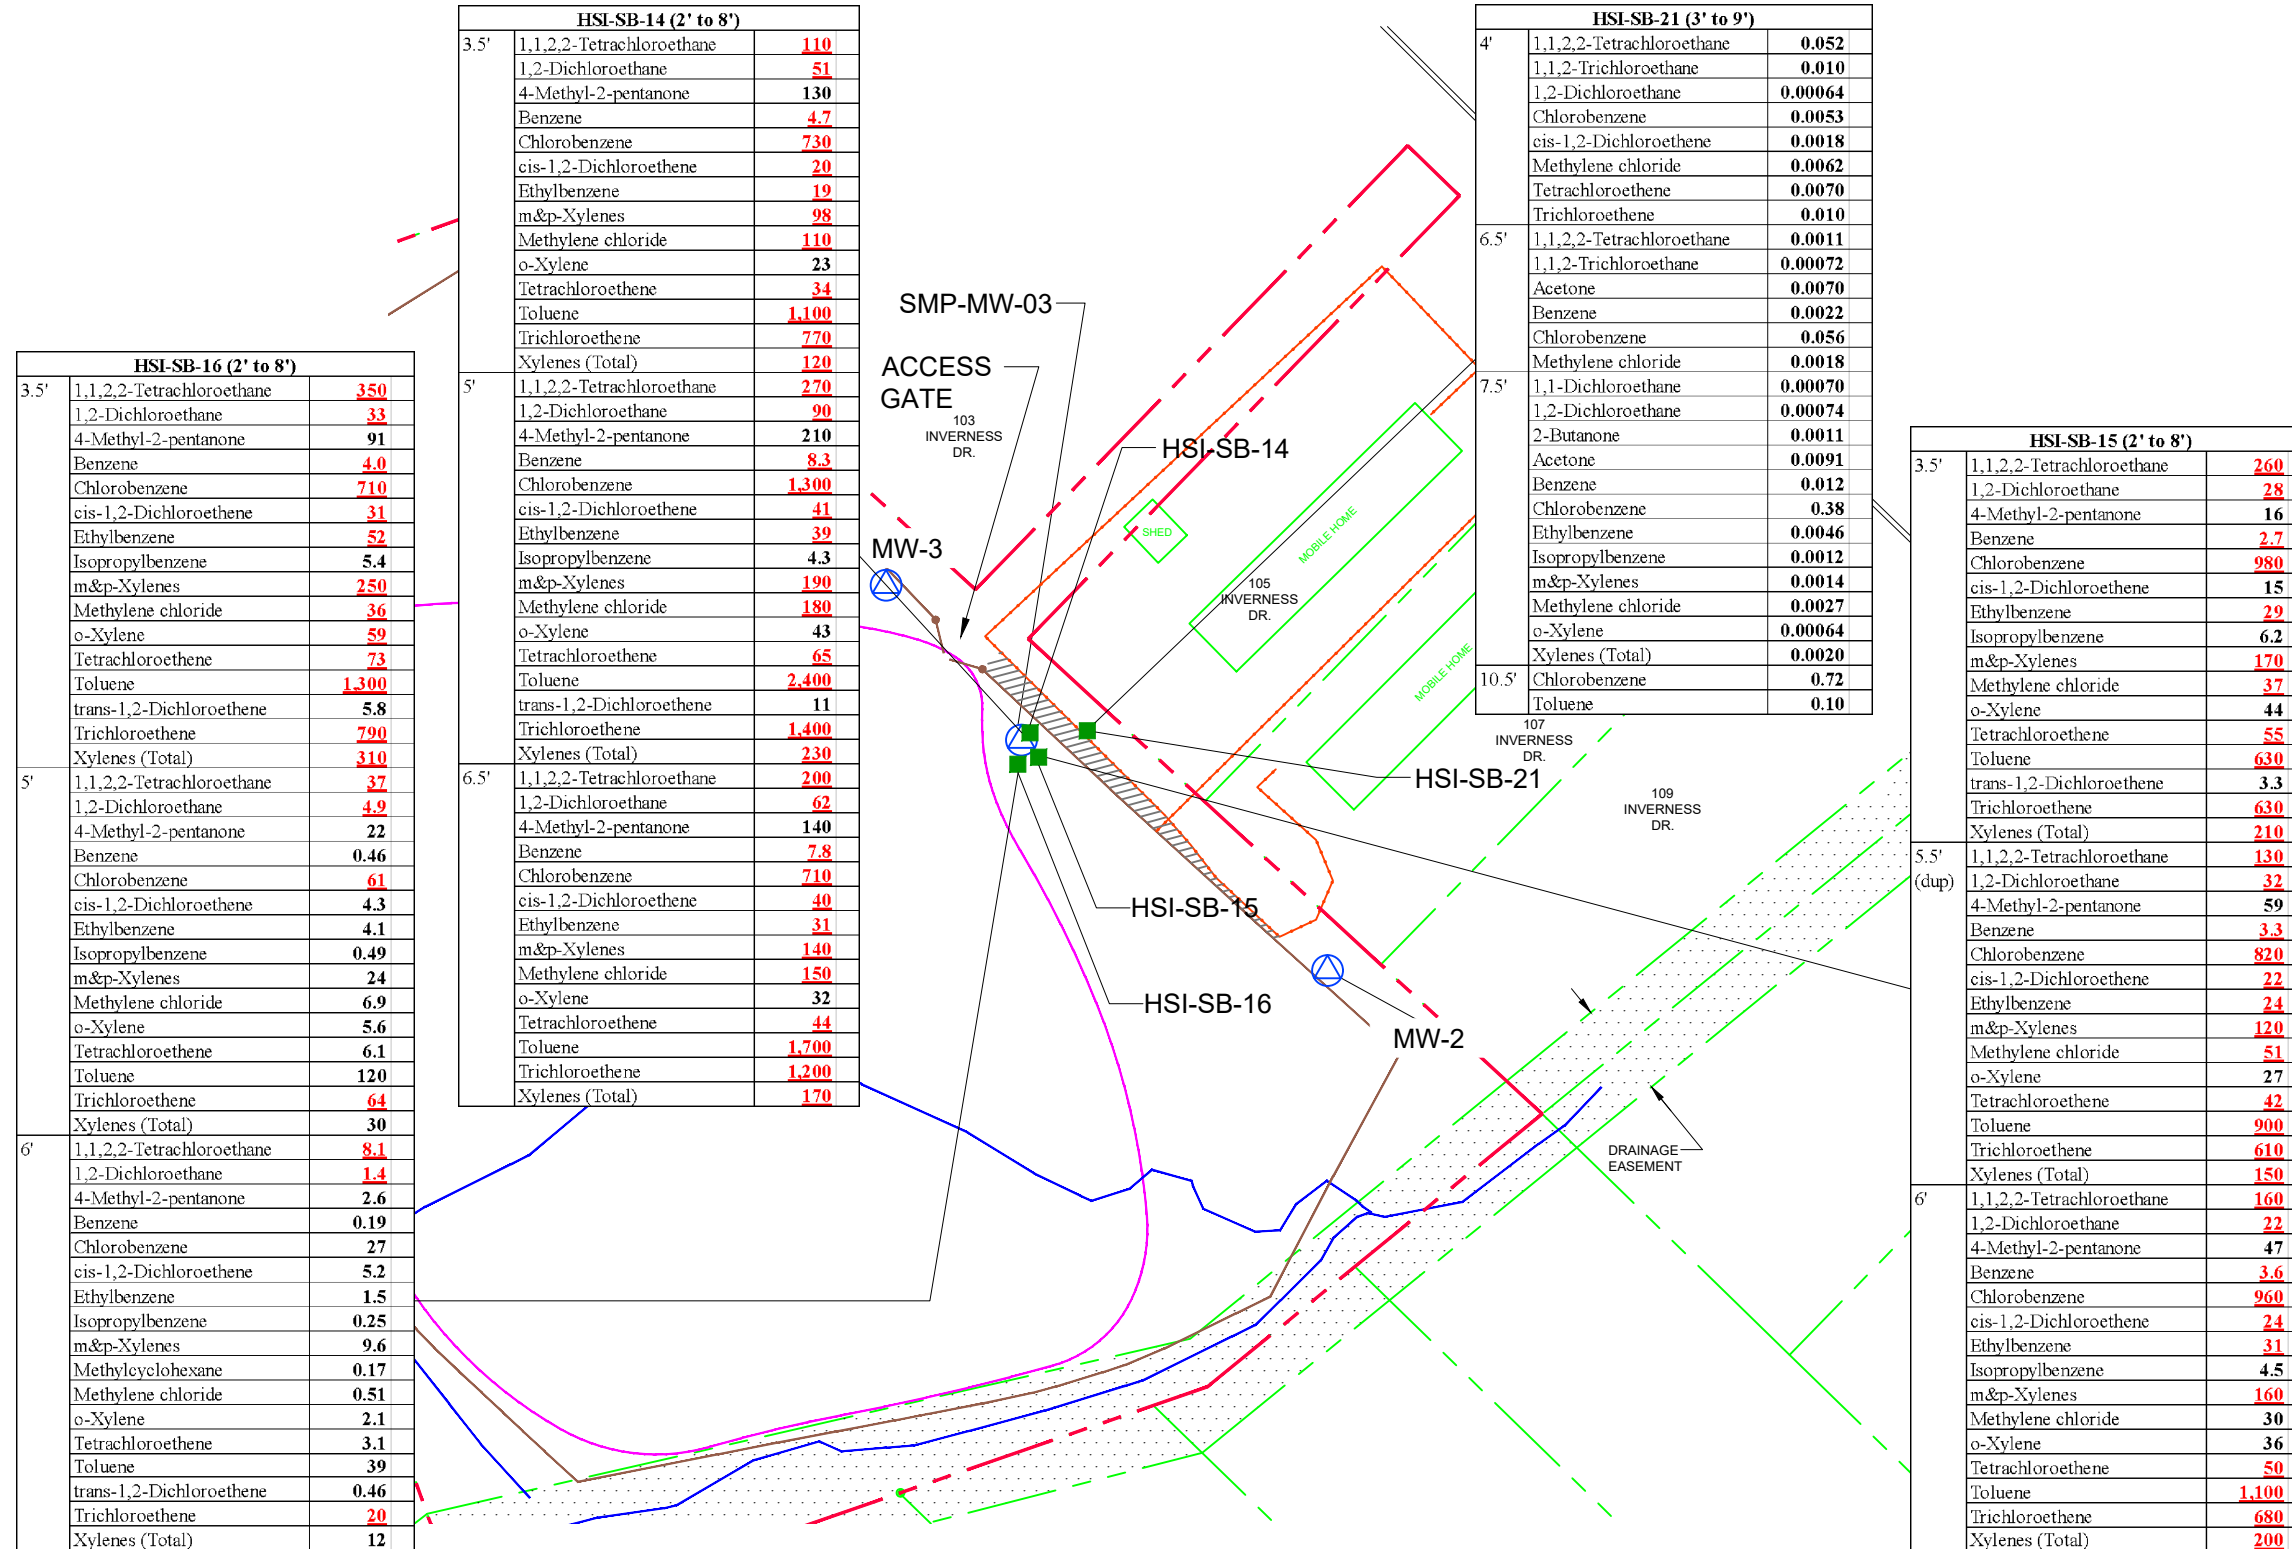 HSI-SB-14 (2' to 8')
3.5' 1,1,2,2-Tetrachloroethane 110
1,2-Dichloroethane 51
4-Methyl-2-pentanone 130
Benzene 4.7
Chlorobenzene 730
cis-1,2-Dichloroethene 20
Ethylbenzene 19
m&p-Xylenes 98
Methylene chloride 110
o-Xylene 23
Tetrachloroethene 34
Toluene 1,100
Trichloroethene 770
Xylenes (Total) 120
5' 1,1,2,2-Tetrachloroethane 270
1,2-Dichloroethane 90
4-Methyl-2-pentanone 210
Benzene 8.3
Chlorobenzene 1,300
cis-1,2-Dichloroethene 41
Ethylbenzene 39
Isopropylbenzene 4.3
m&p-Xylenes 190
Methylene chloride 180
o-Xylene 43
Tetrachloroethene 65
Toluene 2,400
trans-1,2-Dichloroethene 11
Trichloroethene 1,400
Xylenes (Total) 230
6.5' 1,1,2,2-Tetrachloroethane 200
1,2-Dichloroethane 62
4-Methyl-2-pentanone 140
Benzene 7.8
Chlorobenzene 710
cis-1,2-Dichloroethene 40
Ethylbenzene 31
m&p-Xylenes 140
Methylene chloride 150
o-Xylene 32
Tetrachloroethene 44
Toluene 1,700
Trichloroethene 1,200
Xylenes (Total) 170
HSI-SB-21 (3' to 9')
4' 1,1,2,2-Tetrachloroethane 0.052
1,1,2-Trichloroethane 0.010
1,2-Dichloroethane 0.00064
Chlorobenzene 0.0053
cis-1,2-Dichloroethene 0.0018
Methylene chloride 0.0062
Tetrachloroethene 0.0070
Trichloroethene 0.010
6.5' 1,1,2,2-Tetrachloroethane 0.0011
1,1,2-Trichloroethane 0.00072
Acetone 0.0070
Benzene 0.0022
Chlorobenzene 0.056
Methylene chloride 0.0018
7.5' 1,1-Dichloroethane 0.00070
1,2-Dichloroethane 0.00074
2-Butanone 0.0011
Acetone 0.0091
Benzene 0.012
Chlorobenzene 0.38
Ethylbenzene 0.0046
Isopropylbenzene 0.0012
m&p-Xylenes 0.0014
Methylene chloride 0.0027
o-Xylene 0.00064
Xylenes (Total) 0.0020
10.5' Chlorobenzene 0.72
Toluene 0.10
HSI-SB-16 (2' to 8')
3.5' 1,1,2,2-Tetrachloroethane 350
1,2-Dichloroethane 33
4-Methyl-2-pentanone 91
Benzene 4.0
Chlorobenzene 710
cis-1,2-Dichloroethene 31
Ethylbenzene 52
Isopropylbenzene 5.4
m&p-Xylenes 250
Methylene chloride 36
o-Xylene 59
Tetrachloroethene 73
Toluene 1,300
trans-1,2-Dichloroethene 5.8
Trichloroethene 790
Xylenes (Total) 310
5' 1,1,2,2-Tetrachloroethane 37
1,2-Dichloroethane 4.9
4-Methyl-2-pentanone 22
Benzene 0.46
Chlorobenzene 61
cis-1,2-Dichloroethene 4.3
Ethylbenzene 4.1
Isopropylbenzene 0.49
m&p-Xylenes 24
Methylene chloride 6.9
o-Xylene 5.6
Tetrachloroethene 6.1
Toluene 120
Trichloroethene 64
Xylenes (Total) 30
6' 1,1,2,2-Tetrachloroethane 8.1
1,2-Dichloroethane 1.4
4-Methyl-2-pentanone 2.6
Benzene 0.19
Chlorobenzene 27
cis-1,2-Dichloroethene 5.2
Ethylbenzene 1.5
Isopropylbenzene 0.25
m&p-Xylenes 9.6
Methylcyclohexane 0.17
Methylene chloride 0.51
o-Xylene 2.1
Tetrachloroethene 3.1
Toluene 39
trans-1,2-Dichloroethene 0.46
Trichloroethene 20
Xylenes (Total) 12
HSI-SB-15 (2' to 8')
3.5' 1,1,2,2-Tetrachloroethane 260
1,2-Dichloroethane 28
4-Methyl-2-pentanone 16
Benzene 2.7
Chlorobenzene 980
cis-1,2-Dichloroethene 15
Ethylbenzene 29
Isopropylbenzene 6.2
m&p-Xylenes 170
Methylene chloride 37
o-Xylene 44
Tetrachloroethene 55
Toluene 630
trans-1,2-Dichloroethene 3.3
Trichloroethene 630
Xylenes (Total) 210
5.5' 1,1,2,2-Tetrachloroethane 130
(dup) 1,2-Dichloroethane 32
4-Methyl-2-pentanone 59
Benzene 3.3
Chlorobenzene 820
cis-1,2-Dichloroethene 22
Ethylbenzene 24
m&p-Xylenes 120
Methylene chloride 51
o-Xylene 27
Tetrachloroethene 42
Toluene 900
Trichloroethene 610
Xylenes (Total) 150
6' 1,1,2,2-Tetrachloroethane 160
1,2-Dichloroethane 22
4-Methyl-2-pentanone 47
Benzene 3.6
Chlorobenzene 960
cis-1,2-Dichloroethene 24
Ethylbenzene 31
Isopropylbenzene 4.5
m&p-Xylenes 160
Methylene chloride 30
o-Xylene 36
Tetrachloroethene 50
Toluene 1,100
Trichloroethene 680
Xylenes (Total) 200
SMP-MW-03
ACCESS
GATE
103
INVERNESS
DR.
HSI-SB-14
MW-3
SHED
MOBILE HOME
105
INVERNESS
DR.
MOBILE HOME
107
INVERNESS
DR.
HSI-SB-21
109
INVERNESS
DR.
HSI-SB-15
HSI-SB-16
MW-2
DRAINAGE
EASEMENT